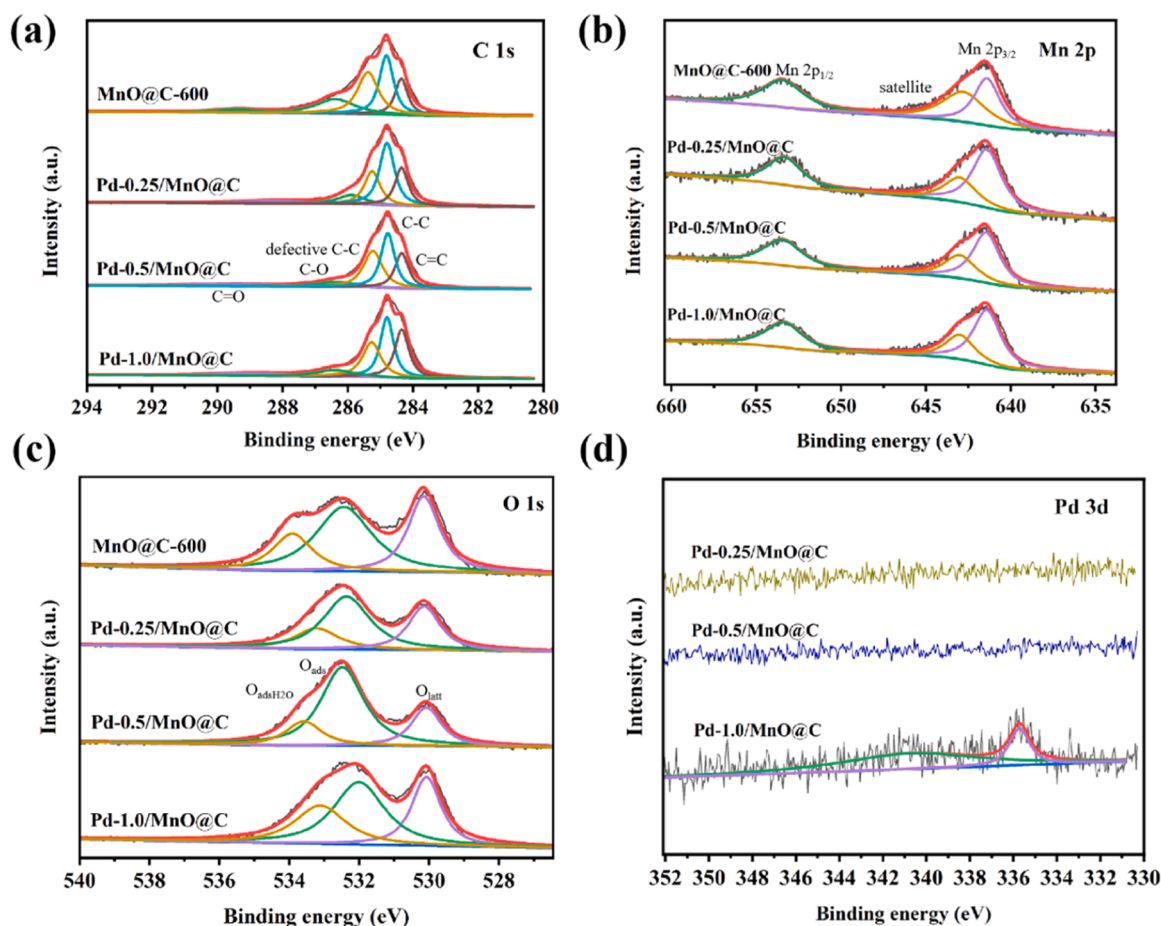 (a)
C 1s
MnO@C-600
Pd-0.25/MnO@C
C-C
defective C-C
Pd-0.5/MnO@C
C-O
C=C
C=O
Pd-1.0/MnO@C
Intensity (a.u.)
294 292 290 288 286 284 282 280
Binding energy (eV)
(b)
Mn 2p3/2
Mn 2p
MnO@C-600
Mn 2p1/2
satellite
Pd-0.25/MnO@C
Pd-0.5/MnO@C
Pd-1.0/MnO@C
Intensity (a.u.)
660 655 650 645 640 635
Binding energy (eV)
(c)
O 1s
MnO@C-600
Pd-0.25/MnO@C
Oads
OadsH2O
Olatt
Pd-0.5/MnO@C
Pd-1.0/MnO@C
Intensity (a.u.)
540 538 536 534 532 530 528
Binding energy (eV)
(d)
Pd 3d
Pd-0.25/MnO@C
Pd-0.5/MnO@C
Pd-1.0/MnO@C
Intensity (a.u.)
352 350 348 346 344 342 340 338 336 334 332 330
Binding energy (eV)